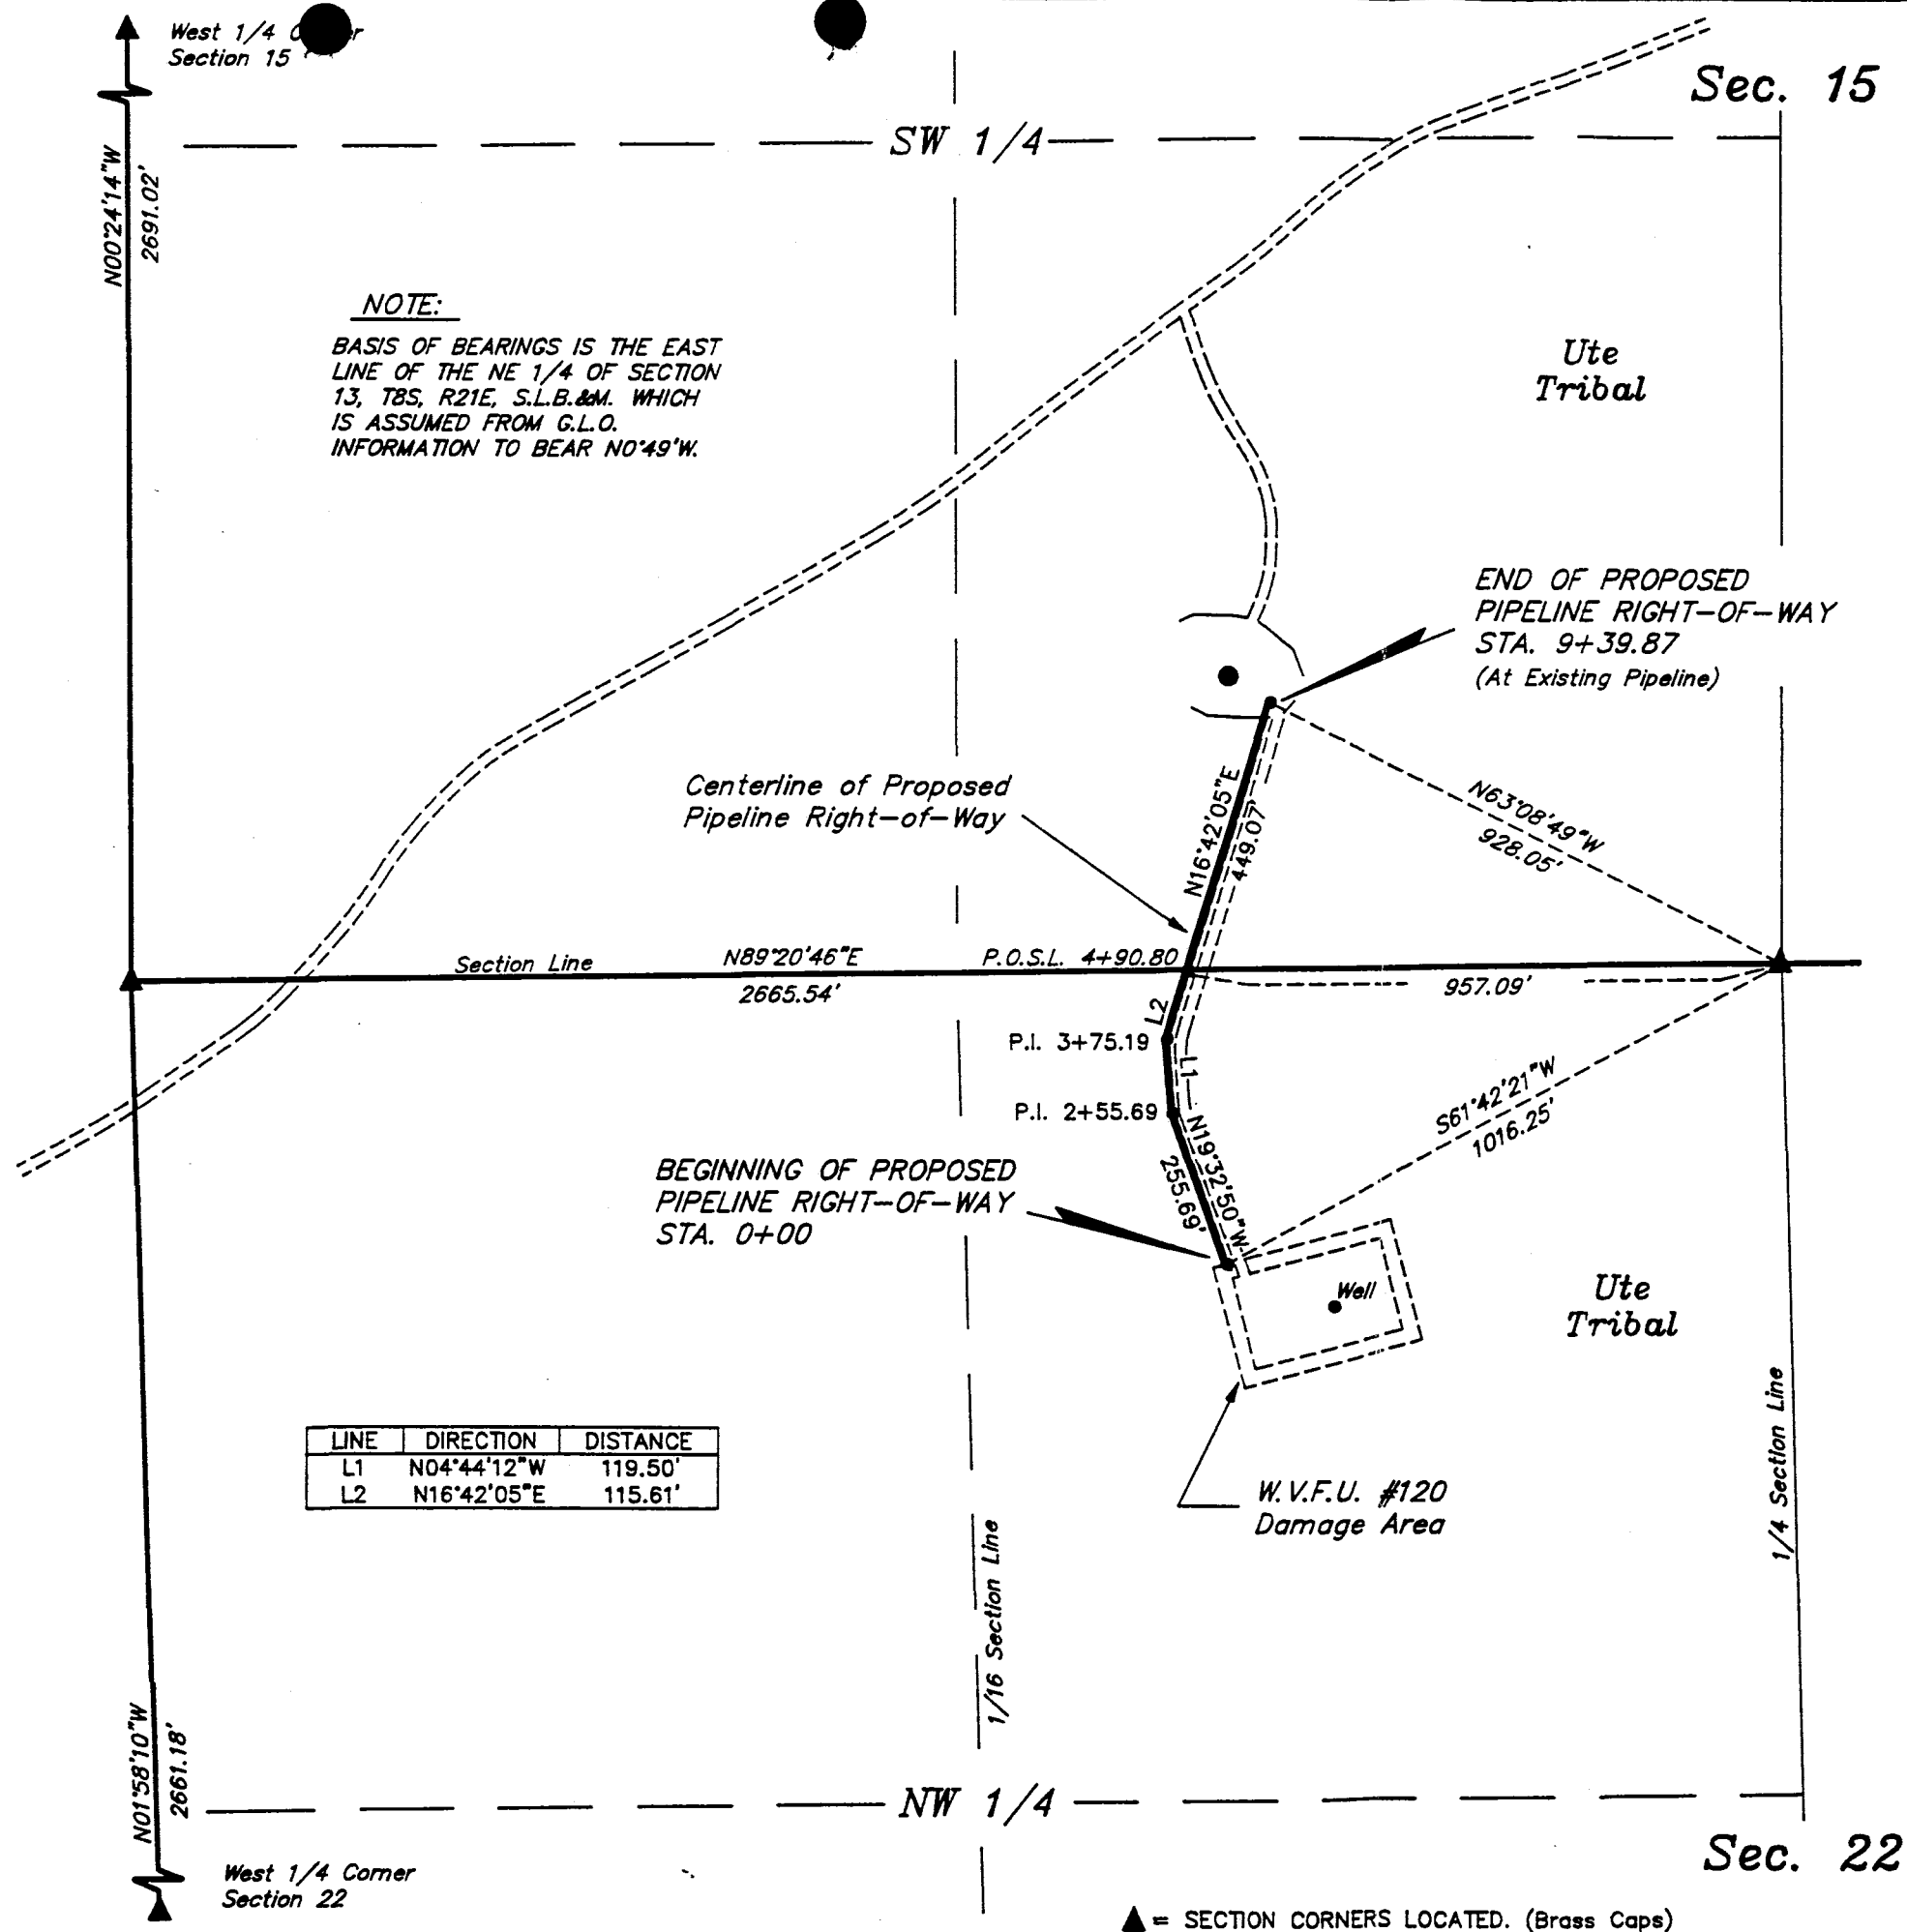 West 1/4
Section 15
Sec. 15
SW 1/4
N00°24'14"W
2691.02'
NOTE:
BASIS OF BEARINGS IS THE EAST
LINE OF THE NE 1/4 OF SECTION
13, T8S, R21E, S.L.B.&M. WHICH
IS ASSUMED FROM G.L.O.
INFORMATION TO BEAR N0°49'W.
Ute
Tribal
END OF PROPOSED
PIPELINE RIGHT-OF-WAY
STA. 9+39.87
(At Existing Pipeline)
Centerline of Proposed
Pipeline Right-of-Way
N16°42'05"E
449.07'
N63°08'49"W
928.05'
Section Line
N89°20'46"E
2665.54'
P.O.S.L. 4+90.80
957.09'
L2
P.I. 3+75.19
L1
P.I. 2+55.69
N19°32'50"W
255.69'
S61°42'21"W
1016.25'
BEGINNING OF PROPOSED
PIPELINE RIGHT-OF-WAY
STA. 0+00
Well
Ute
Tribal
LINE DIRECTION DISTANCE
L1 N04°44'12"W 119.50'
L2 N16°42'05"E 115.61'
W.V.F.U. #120
Damage Area
1/16 Section Line
1/4 Section Line
N01°58'10"W
2661.18'
NW 1/4
Sec. 22
West 1/4 Corner
Section 22
▲ = SECTION CORNERS LOCATED. (Brass Caps)